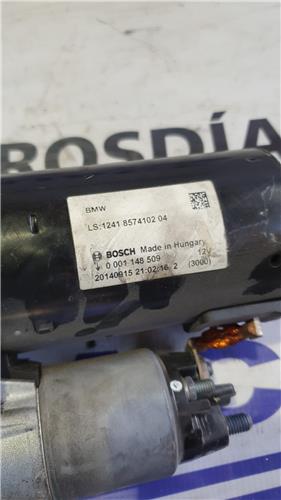 ROSDÍA
BMW
LS:1241 8574102 04
BOSCH Made in Hungary
0 001 148 509 12V
20140915 21:02/16 2 (3000)